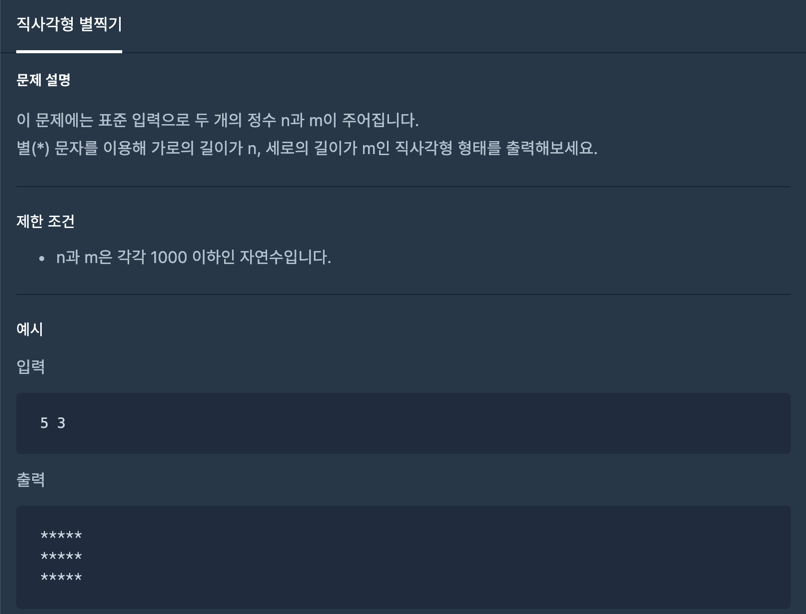 직사각형 별찍기
문제 설명
이 문제에는 표준 입력으로 두 개의 정수 n과 m이 주어집니다.
별(*) 문자를 이용해 가로의 길이가 n, 세로의 길이가 m인 직사각형 형태를 출력해보세요.
제한 조건
• n과 m은 각각 1000 이하인 자연수입니다.
예시
입력
5 3
출력
*****
*****
*****